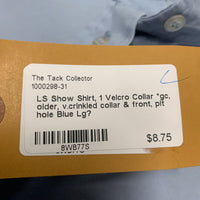 The Tack Collector
1000298-31
LS Show Shirt, 1 Velcro Collar *gc,
older, v.crinkled collar & front, pit
hole Blue Lg?
$8.75
8WB77S